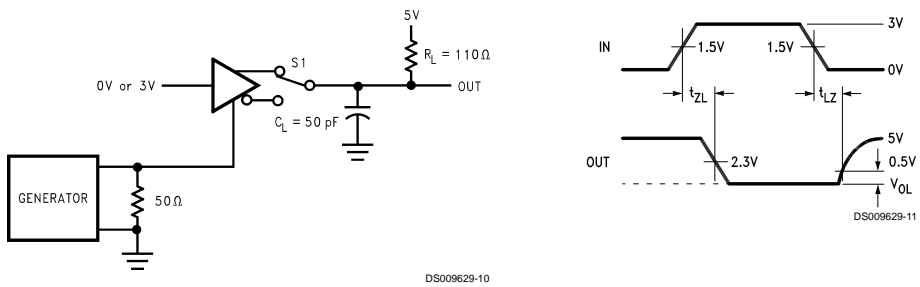 5V
S1
R_L = 110Ω
0V or 3V
OUT
C_L = 50 pF
GENERATOR
50Ω
DS009629-10
3V
IN
1.5V
1.5V
0V
t_ZL
t_LZ
5V
OUT
2.3V
0.5V
V_OL
DS009629-11